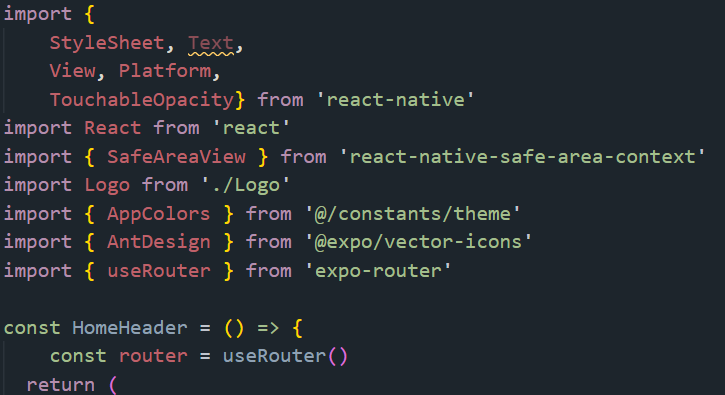 import {
    StyleSheet, Text,
    View, Platform,
    TouchableOpacity} from 'react-native'
import React from 'react'
import { SafeAreaView } from 'react-native-safe-area-context'
import Logo from './Logo'
import { AppColors } from '@/constants/theme'
import { AntDesign } from '@expo/vector-icons'
import { useRouter } from 'expo-router'

const HomeHeader = () => {
    const router = useRouter()
  return (